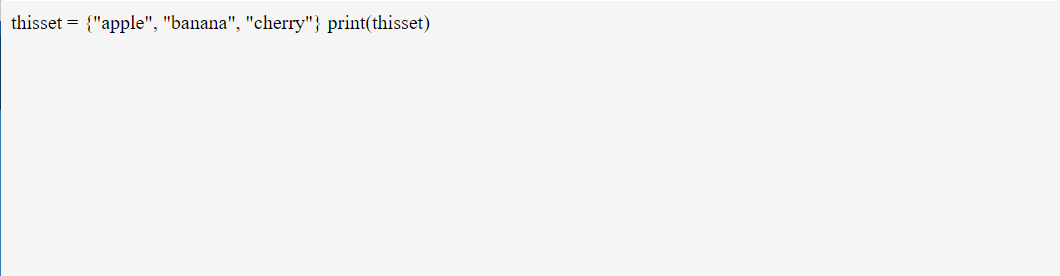 thisset = {"apple", "banana", "cherry"} print(thisset)